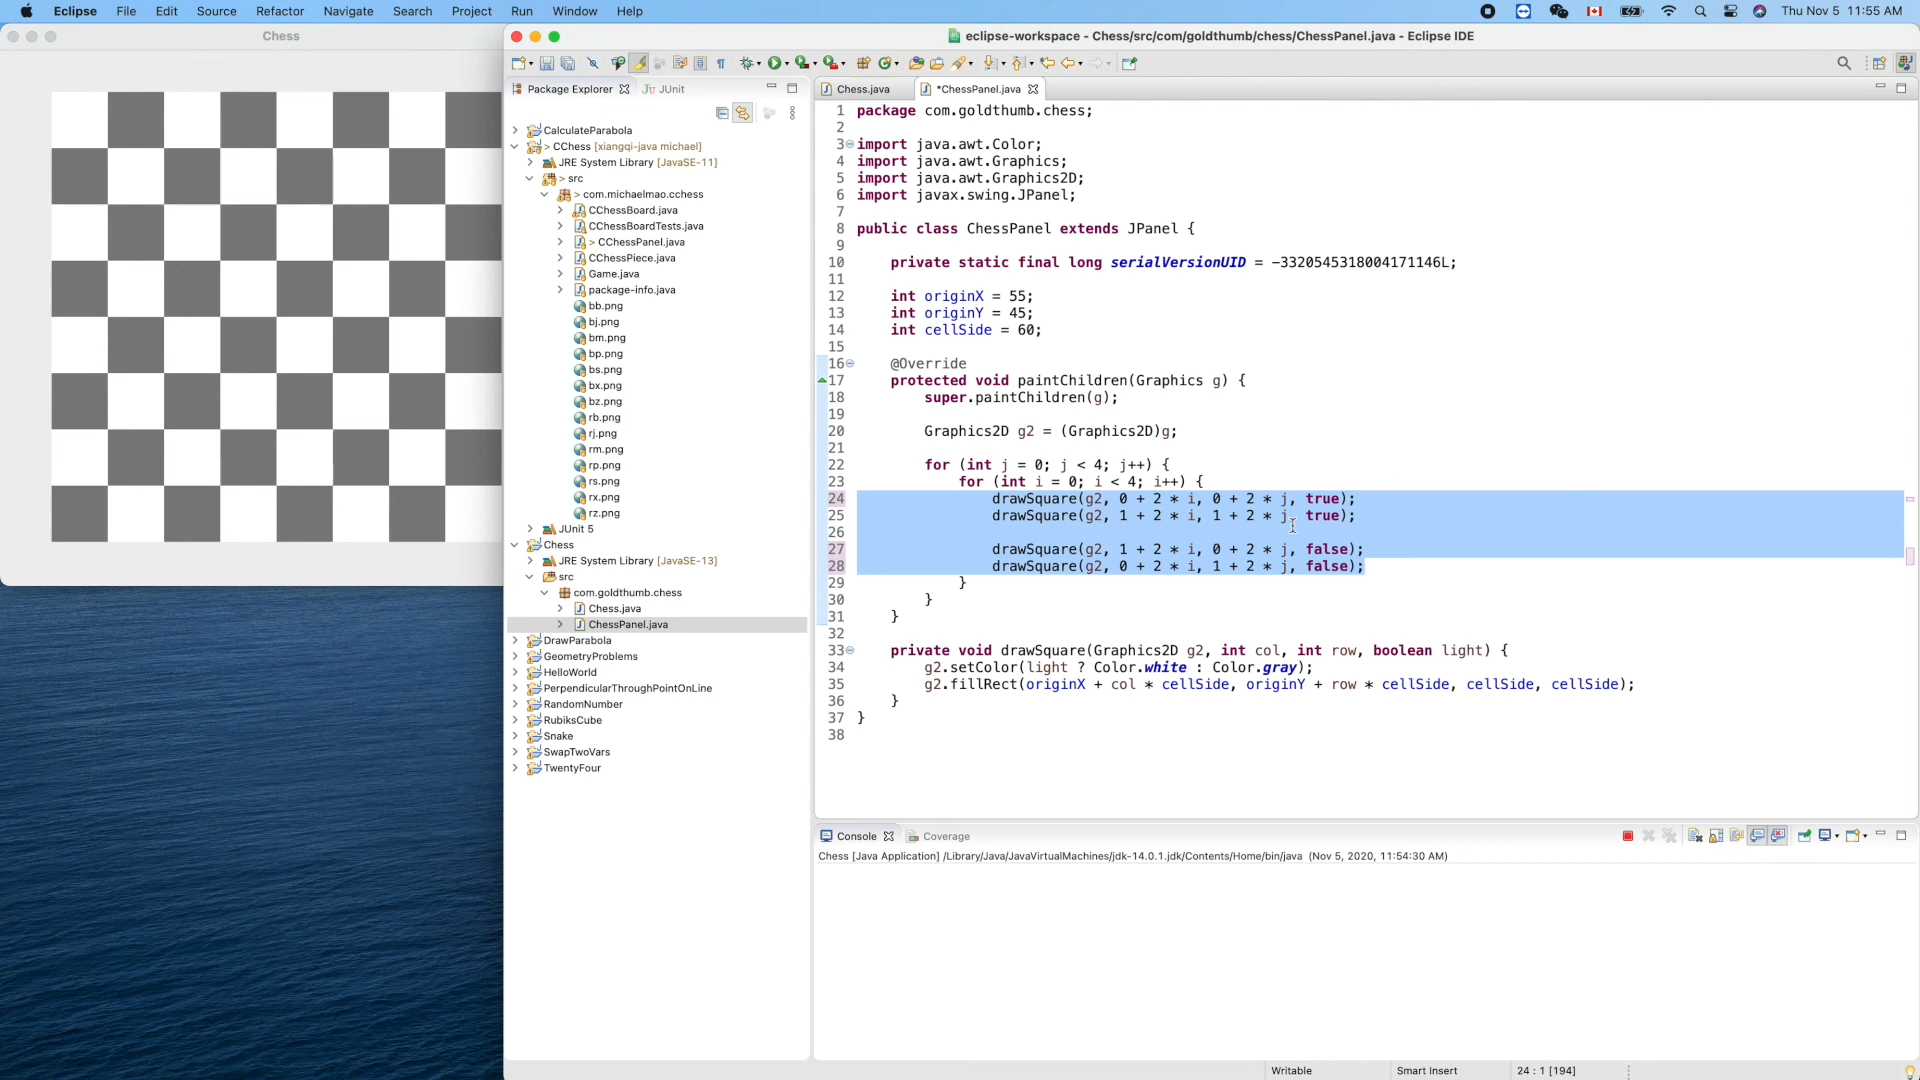 Eclipse File Edit Source Refactor Navigate Search Project Run Window Help Thu Nov 5 11:55 AM
Chess
eclipse-workspace - Chess/src/com/goldthumb/chess/ChessPanel.java - Eclipse IDE
Package Explorer
JUnit
CalculateParabola
> CChess [xiangqi-java michael]
JRE System Library [JavaSE-11]
> src
> com.michaelmao.cchess
CChessBoard.java
CChessBoardTests.java
> CChessPanel.java
CChessPiece.java
Game.java
package-info.java
bb.png
bj.png
bm.png
bp.png
bs.png
bx.png
bz.png
rb.png
rj.png
rm.png
rp.png
rs.png
rx.png
rz.png
JUnit 5
Chess
JRE System Library [JavaSE-13]
src
com.goldthumb.chess
Chess.java
ChessPanel.java
DrawParabola
GeometryProblems
HelloWorld
PerpendicularThroughPointOnLine
RandomNumber
RubiksCube
Snake
SwapTwoVars
TwentyFour
Chess.java
*ChessPanel.java
1 package com.goldthumb.chess;
2
3 import java.awt.Color;
4 import java.awt.Graphics;
5 import java.awt.Graphics2D;
6 import javax.swing.JPanel;
7
8 public class ChessPanel extends JPanel {
9
10 private static final long serialVersionUID = -3320545318004171146L;
11
12 int originX = 55;
13 int originY = 45;
14 int cellSide = 60;
15
16 @Override
17 protected void paintChildren(Graphics g) {
18 super.paintChildren(g);
19
20 Graphics2D g2 = (Graphics2D)g;
21
22 for (int j = 0; j < 4; j++) {
23 for (int i = 0; i < 4; i++) {
24 drawSquare(g2, 0 + 2 * i, 0 + 2 * j, true);
25 drawSquare(g2, 1 + 2 * i, 1 + 2 * j, true);
26
27 drawSquare(g2, 1 + 2 * i, 0 + 2 * j, false);
28 drawSquare(g2, 0 + 2 * i, 1 + 2 * j, false);
29 }
30 }
31 }
32
33 private void drawSquare(Graphics2D g2, int col, int row, boolean light) {
34 g2.setColor(light ? Color.white : Color.gray);
35 g2.fillRect(originX + col * cellSide, originY + row * cellSide, cellSide, cellSide);
36 }
37 }
38
Console
Coverage
Chess [Java Application] /Library/Java/JavaVirtualMachines/jdk-14.0.1.jdk/Contents/Home/bin/java (Nov 5, 2020, 11:54:30 AM)
Writable
Smart Insert
24 : 1 [194]